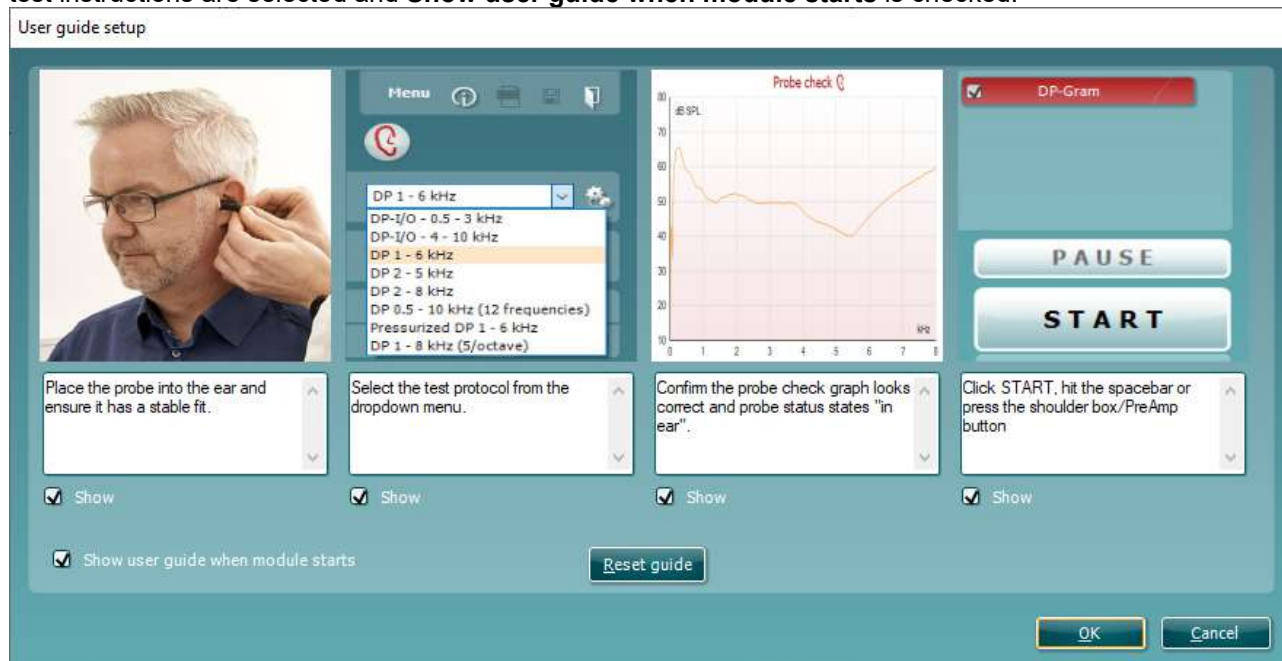 test instructions are selected and Show user guide when module starts is checked.
User guide setup
Menu
DP 1 - 6 kHz
DP-I/O - 0.5 - 3 kHz
DP-I/O - 4 - 10 kHz
DP 1 - 6 kHz
DP 2 - 5 kHz
DP 2 - 8 kHz
DP 0.5 - 10 kHz (12 frequencies)
Pressurized DP 1 - 6 kHz
DP 1 - 8 kHz (5/octave)
Probe check
80
dB SPL
70
60
50
40
30
20
10
kHz
0 1 2 3 4 5 6 7 8
DP-Gram
PAUSE
START
Place the probe into the ear and
ensure it has a stable fit.
Select the test protocol from the
dropdown menu.
Confirm the probe check graph looks
correct and probe status states "in
ear".
Click START, hit the spacebar or
press the shoulder box/PreAmp
button
Show
Show
Show
Show
Show user guide when module starts
Reset guide
OK
Cancel